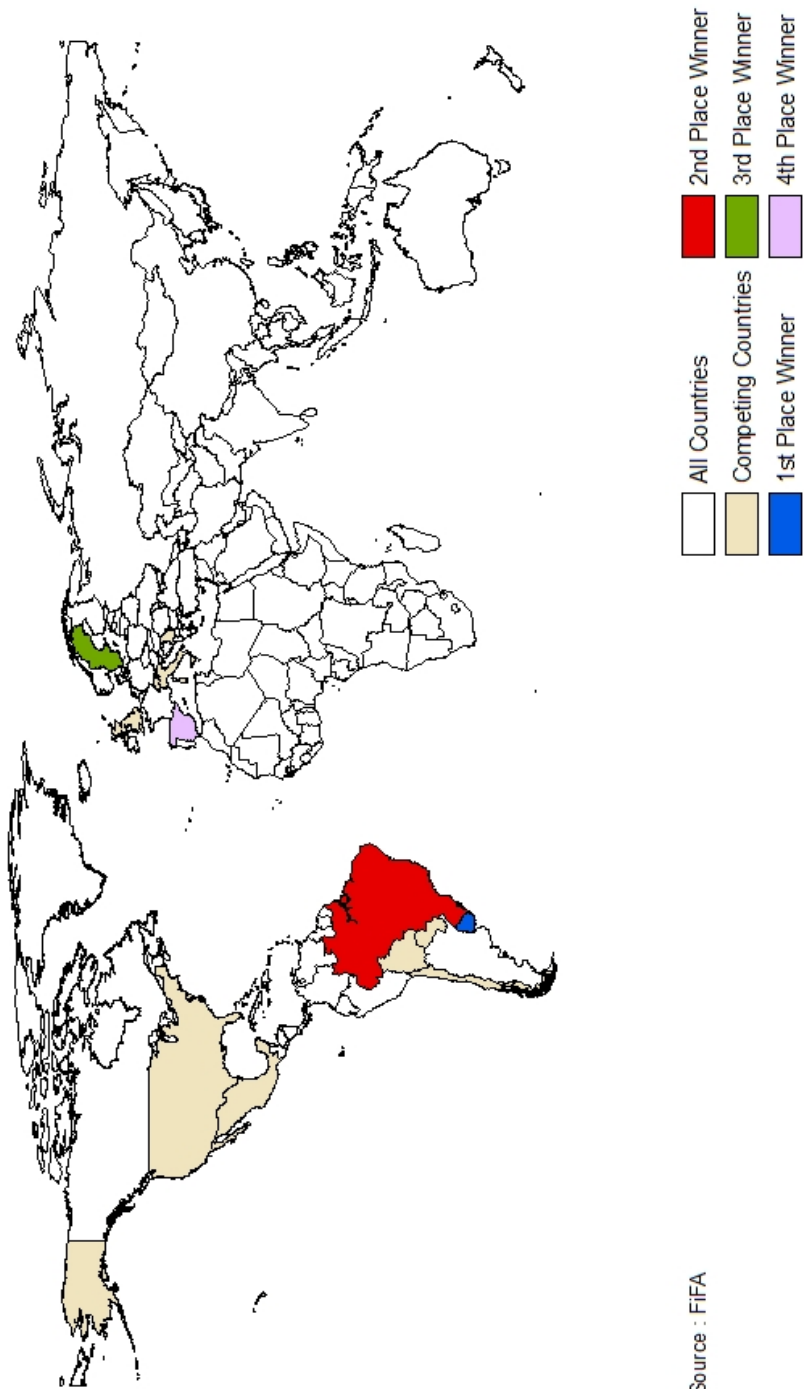 All Countries
Competing Countries
1st Place Winner
2nd Place Winner
3rd Place Winner
4th Place Winner
Source : FiFA